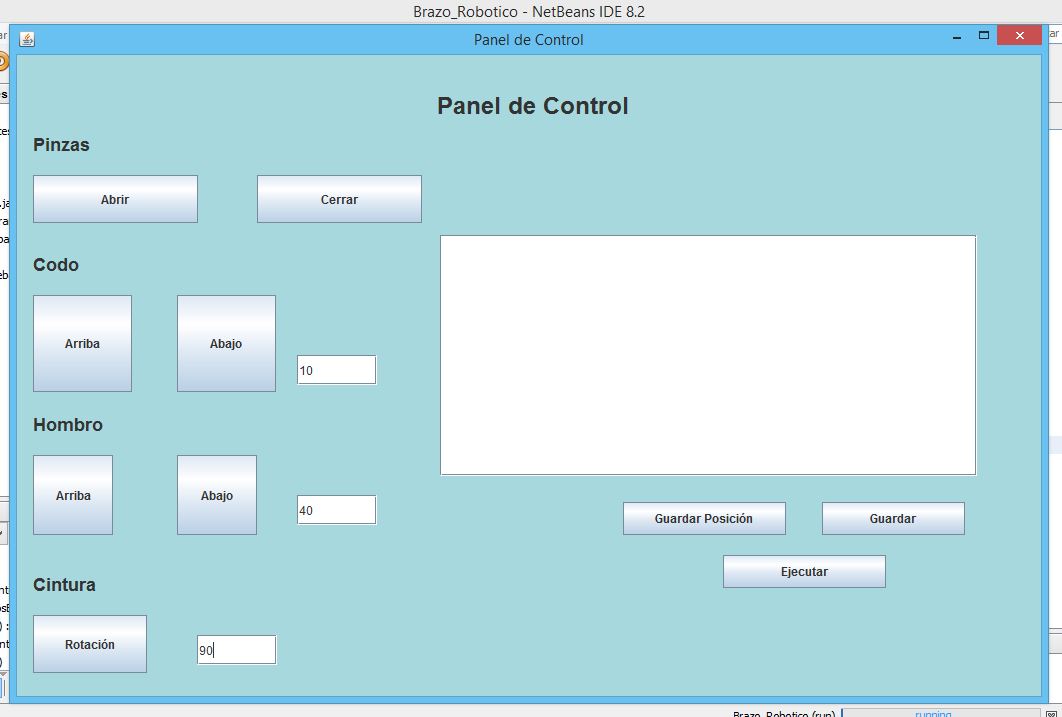 Brazo_Robotico - NetBeans IDE 8.2
Panel de Control
Panel de Control
Pinzas
Abrir
Cerrar
Codo
Arriba
Abajo
10
Hombro
Arriba
Abajo
40
Guardar Posición
Guardar
Ejecutar
Cintura
Rotación
90
Brazo_Robotico (run)
running